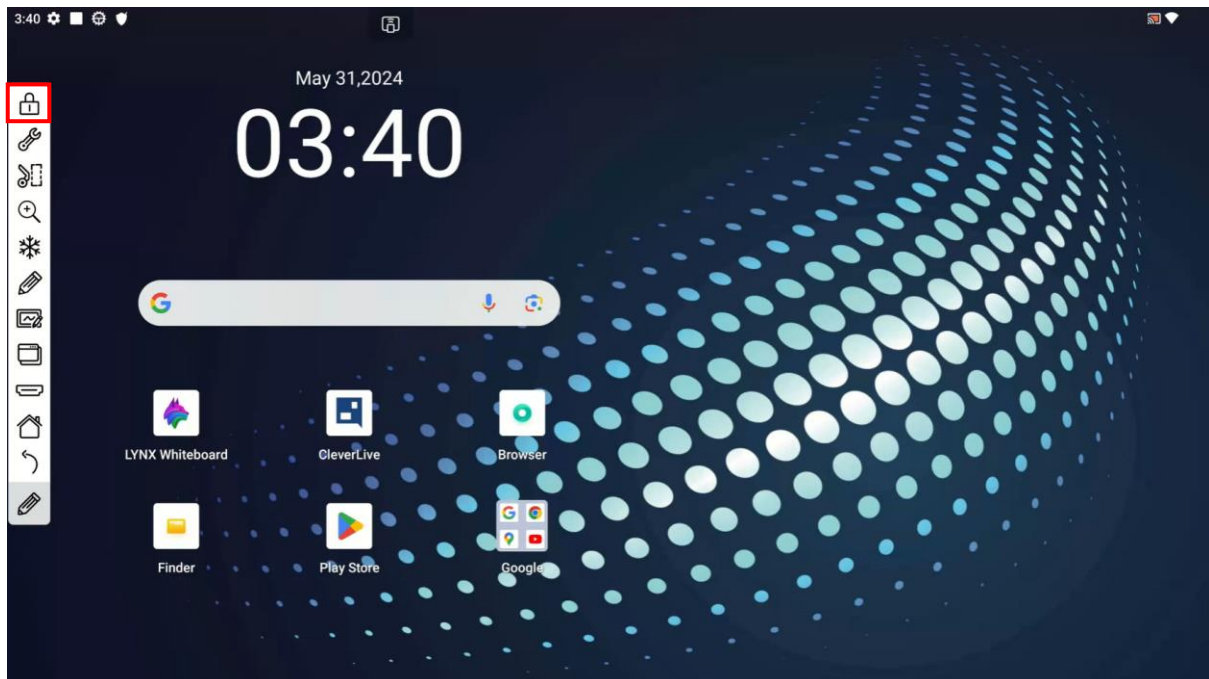 3:40
May 31,2024
03:40
LYNX Whiteboard
CleverLive
Browser
Finder
Play Store
Google